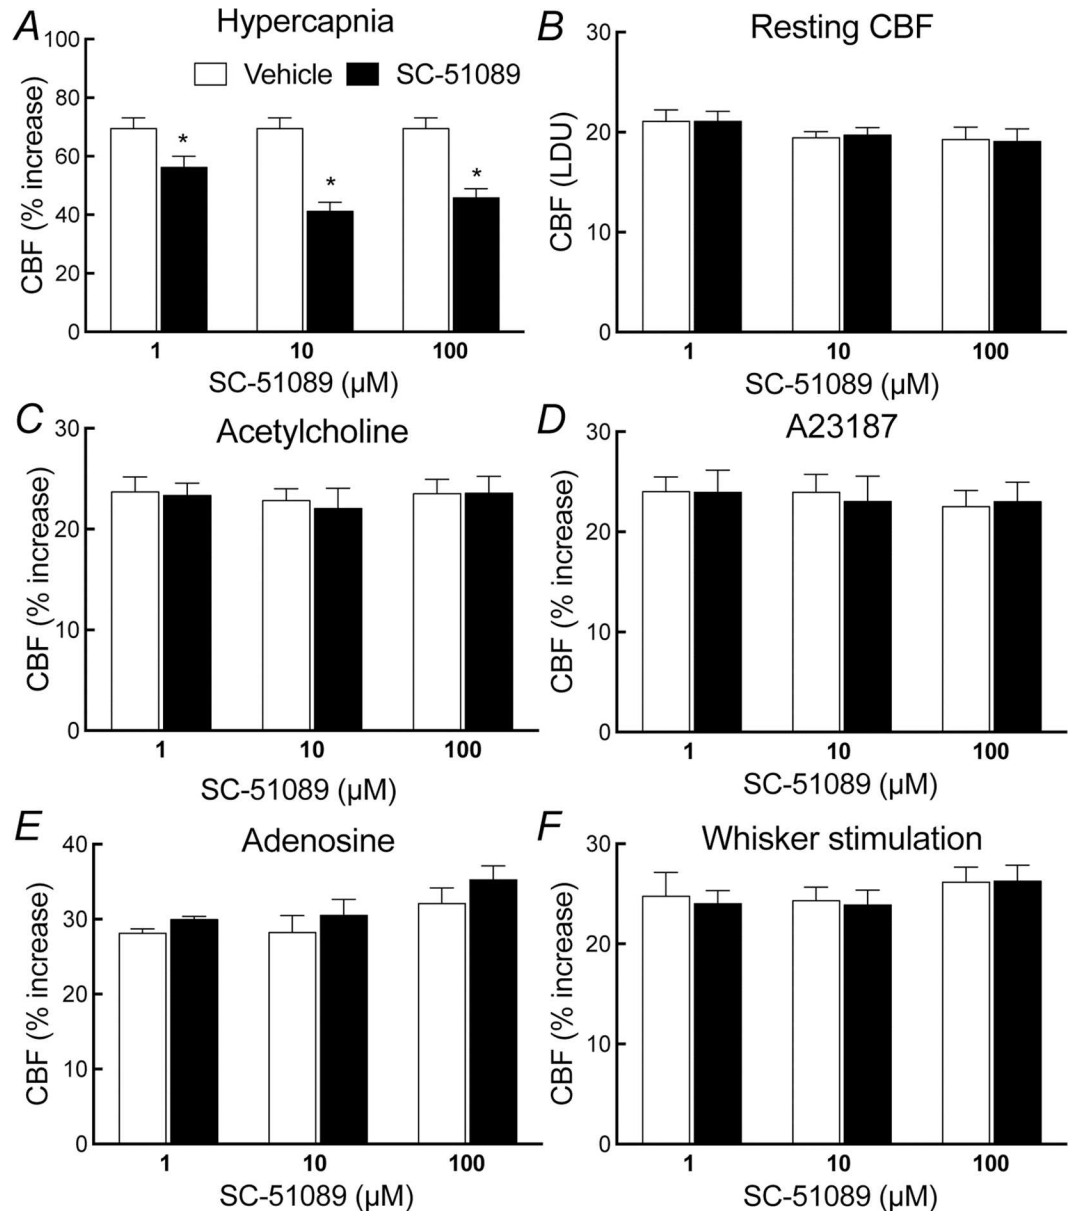 A
Hypercapnia
Vehicle SC-51089
CBF (% increase)
100
80
60
40
20
0
*
*
*
1 10 100
SC-51089 (μM)
B
Resting CBF
CBF (LDU)
30
20
10
0
1 10 100
SC-51089 (μM)
C
Acetylcholine
CBF (% increase)
30
20
10
0
1 10 100
SC-51089 (μM)
D
A23187
CBF (% increase)
30
20
10
0
1 10 100
SC-51089 (μM)
E
Adenosine
CBF (% increase)
40
30
20
10
0
1 10 100
SC-51089 (μM)
F
Whisker stimulation
CBF (% increase)
30
20
10
0
1 10 100
SC-51089 (μM)